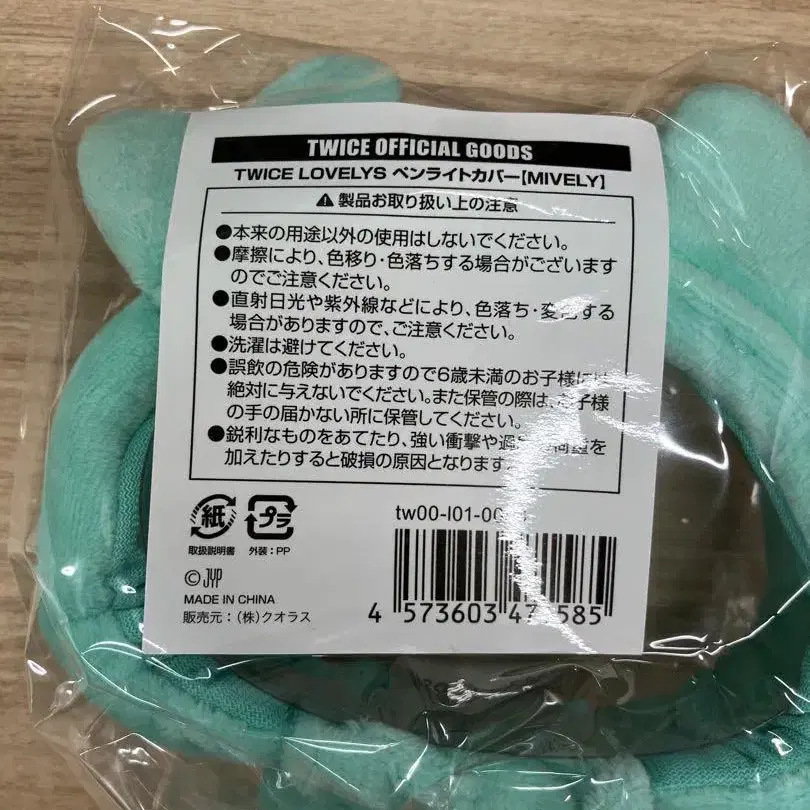 TWICE OFFICIAL GOODS
TWICE LOVELYS ペンライトカバー【MIVELY】
⚠ 製品お取り扱い上の注意
●本来の用途以外の使用はしないでください。
●摩擦により、色移り・色落ちする場合がございます
のでご注意ください。
●直射日光や紫外線などにより、色落ち・変色する
場合がありますので、ご注意ください。
●洗濯は避けてください。
●誤飲の危険がありますので6歳未満のお子様には
絶対に与えないでください。また保管の際は、お子様
の手の届かない所に保管してください。
●鋭利なものをあてたり、強い衝撃や
加えたりすると破損の原因となります。
紙 プラ
取扱説明書 外装：PP
tw00-l01-00
©JYP
MADE IN CHINA
販売元：（株）クオラス
4 573603 585